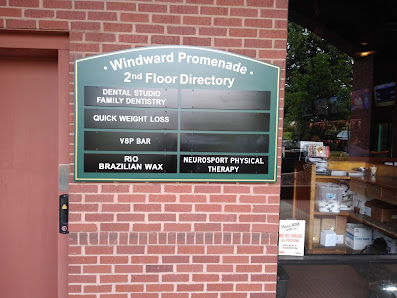 • Windward Promenade •
2nd Floor Directory
DENTAL STUDIO
FAMILY DENTISTRY
QUICK WEIGHT LOSS
V8P BAR
RIO
BRAZILIAN WAX
NEUROSPORT PHYSICAL
THERAPY